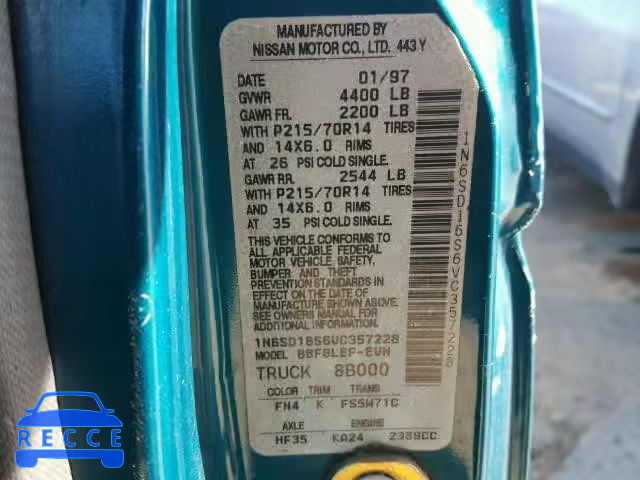 MANUFACTURED BY
NISSAN MOTOR CO., LTD. 443Y
DATE 01/97
GVWR 4400 LB
GAWR FR. 2200 LB
WITH P215/70R14 TIRES
AND 14X6.0 RIMS
AT 26 PSI COLD SINGLE.
GAWR RR. 2544 LB
WITH P215/70R14 TIRES
AND 14X6.0 RIMS
AT 35 PSI COLD SINGLE.
THIS VEHICLE CONFORMS TO
ALL APPLICABLE FEDERAL
MOTOR VEHICLE SAFETY,
BUMPER AND THEFT
PREVENTION STANDARDS IN
EFFECT ON THE DATE OF
MANUFACTURE SHOWN ABOVE.
SEE OWNERS MANUAL FOR
ADDITIONAL INFORMATION.
1N6SD16S6VC357228
MODEL BBFBLEF-EVW
TRUCK 8B000
COLOR TRIM TRANS
FN4 K FS5W71C
AXLE ENGINE
HF35 KA24 2389CC
1N6SD16S6VC357228
BIDFAX.INFO